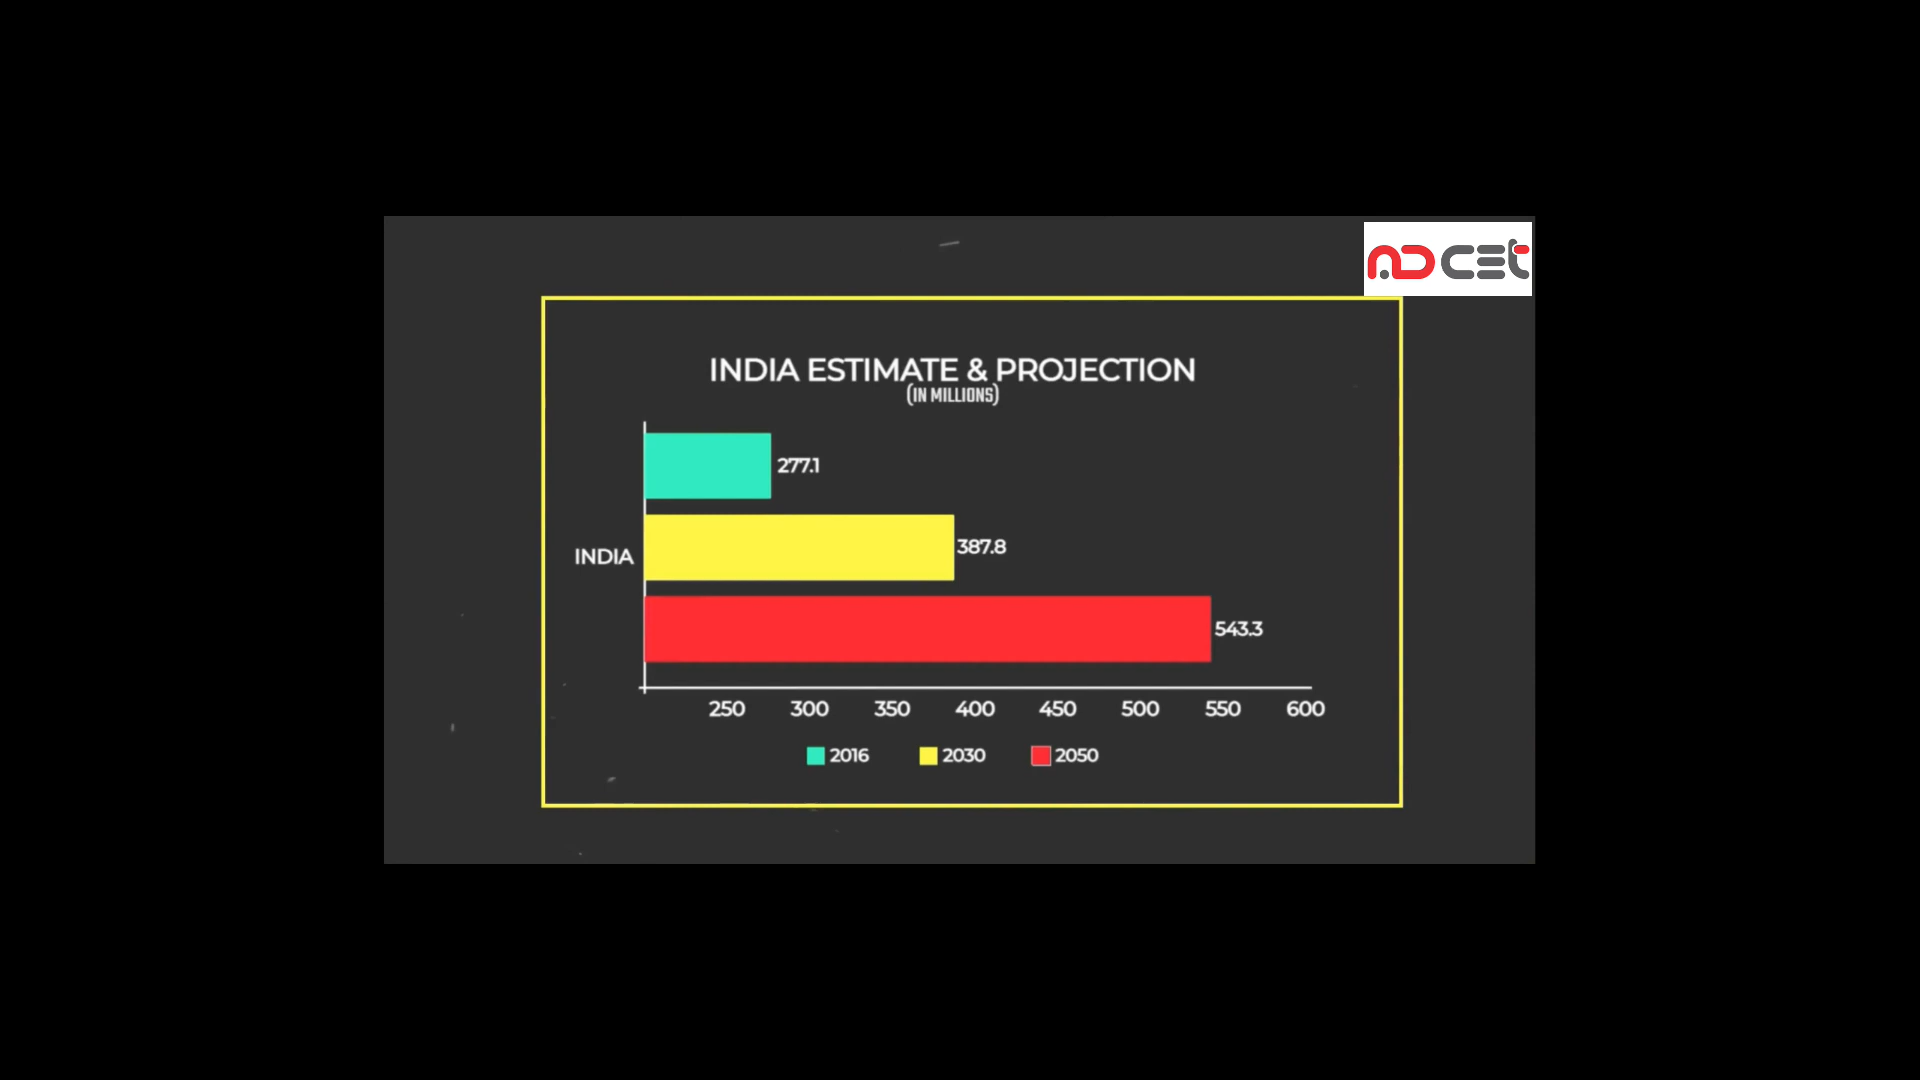 ADCET
INDIA ESTIMATE & PROJECTION
(IN MILLIONS)
277.1
387.8
INDIA
543.3
250 300 350 400 450 500 550 600
2016 2030 2050